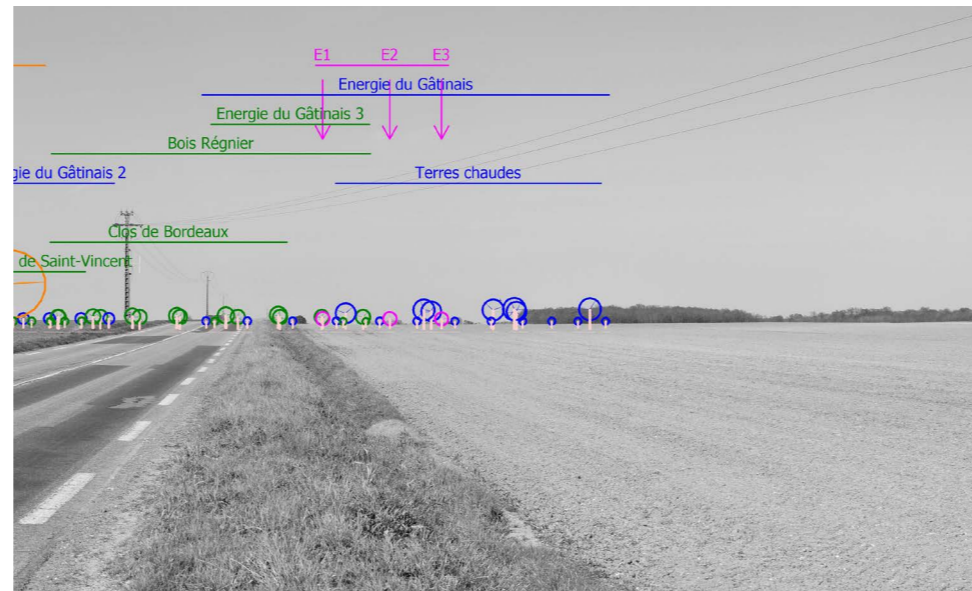 E1 E2 E3
Energie du Gâtinais
Energie du Gâtinais 3
Bois Régnier
gie du Gâtinais 2
Terres chaudes
Clos de Bordeaux
de Saint-Vincent